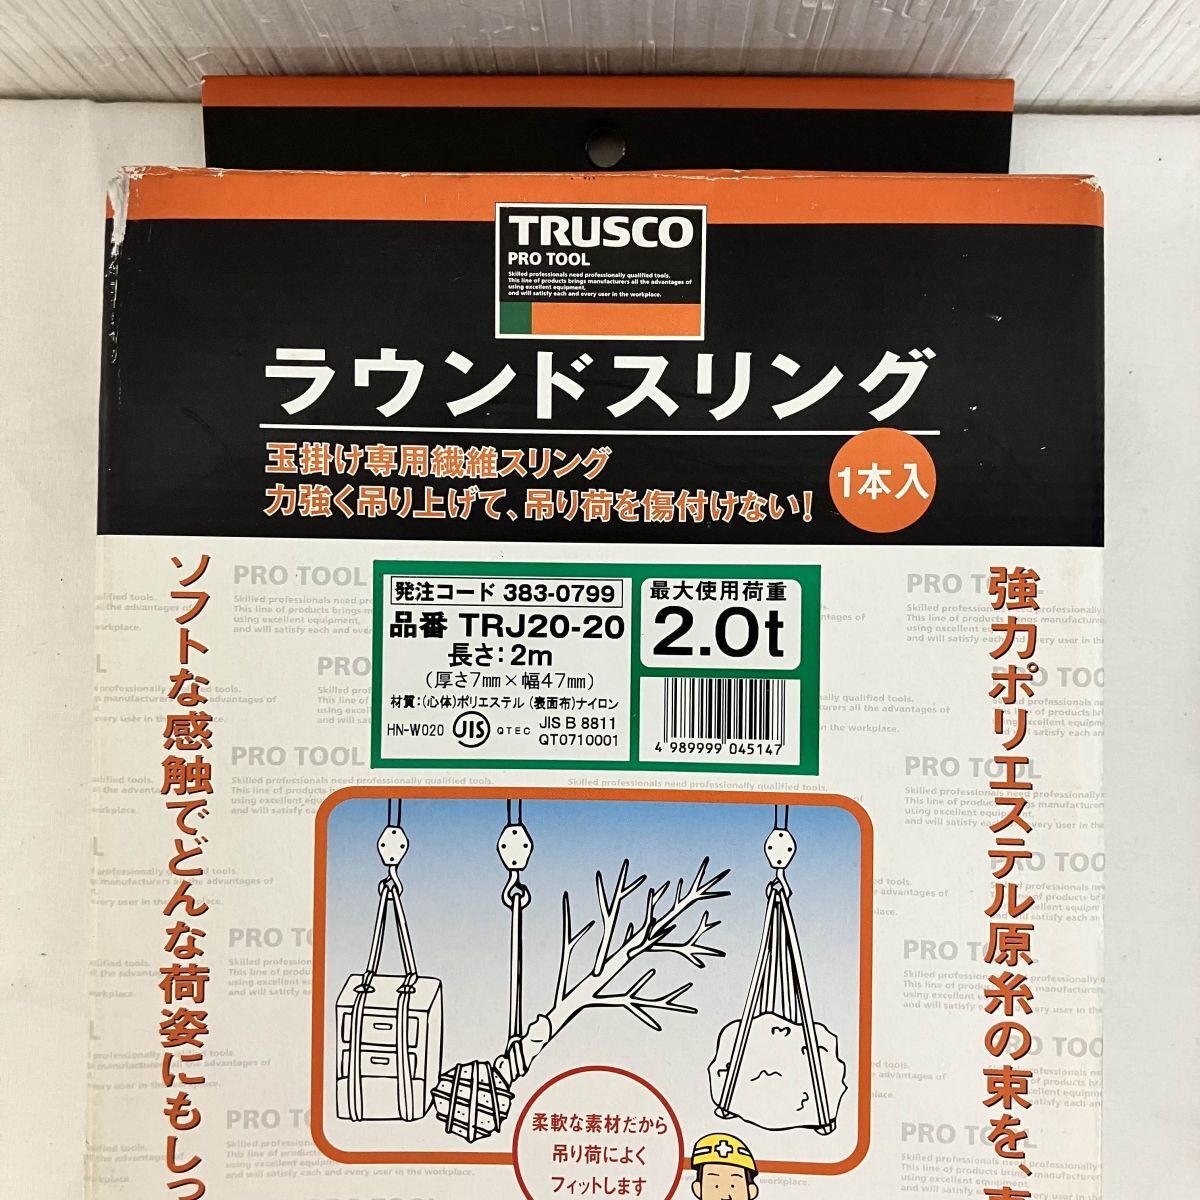 TRUSCO
PRO TOOL
Skilled professionals need professionally qualified tools.
This line of products brings manufacturers all the advantages of
using excellent equipment,
and will satisfy each and every user in the workplace.
ラウンドスリング
玉掛け専用繊維スリング
力強く吊り上げて、吊り荷を傷付けない!
1本入
発注コード 383-0799
品番 TRJ20-20
長さ:2m
(厚さ7mm×幅47mm)
材質:(心体)ポリエステル (表面布)ナイロン
HN-W020 JIS QTEC JIS B 8811
QT0710001
最大使用荷重
2.0t
4 989999 045147
強力ポリエステル原糸の束を、
ソフトな感触でどんな荷姿にもしっ
柔軟な素材だから
吊り荷によく
フィットします
PRO TOOL
PRO TOOL
PRO TOOL
PRO TOOL